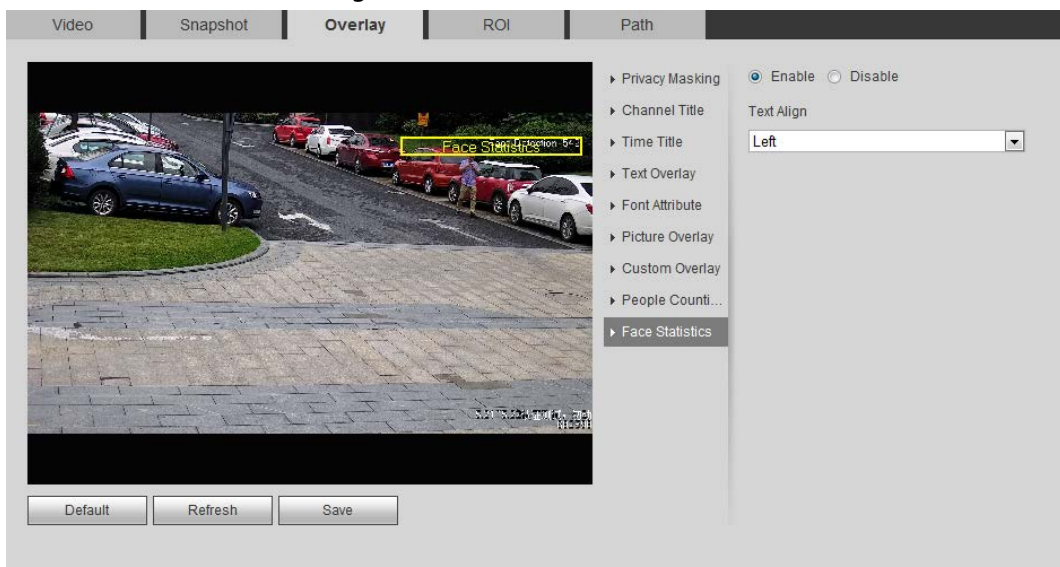 Video Snapshot Overlay ROI Path
Privacy Masking
Channel Title
Time Title
Text Overlay
Font Attribute
Picture Overlay
Custom Overlay
People Counti...
Face Statistics
Enable Disable
Text Align
Left
Face Statistics
Default Refresh Save